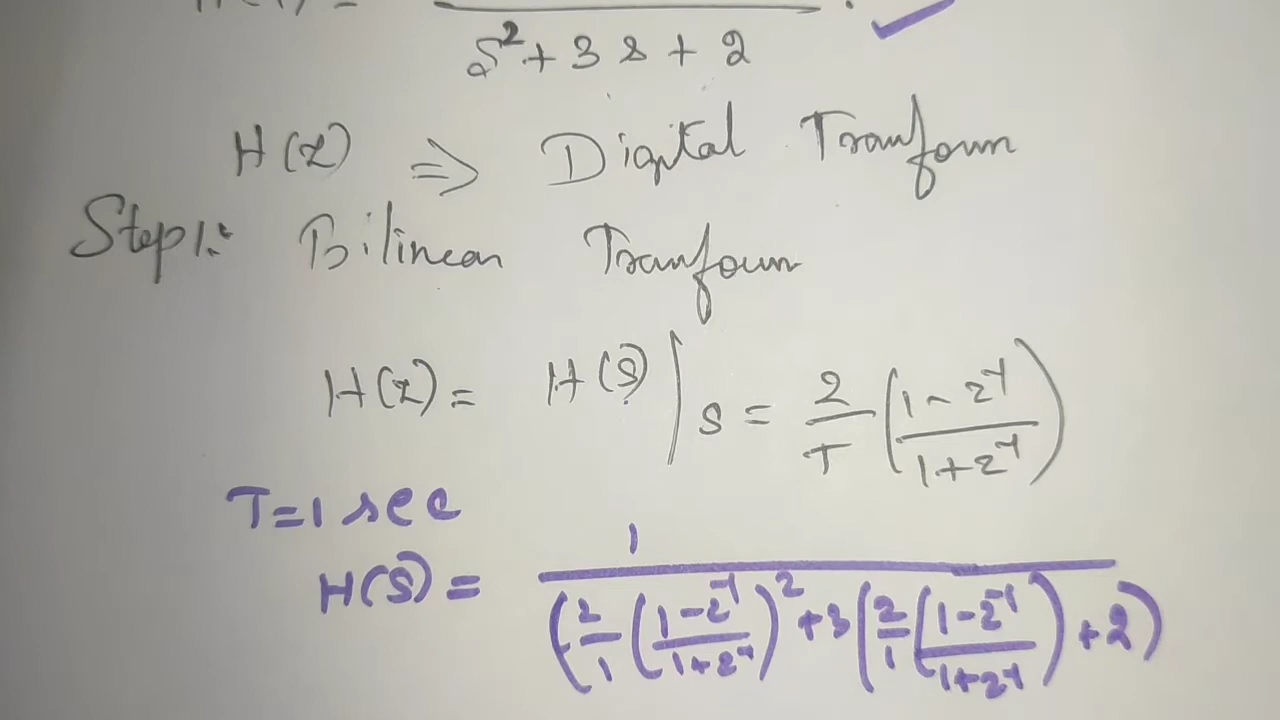 s² + 3s + 2
H(z) ⇒ Digital Tranform
Step1: Bilinear Tranform
H(z) = H(s) | s = 2/T ((1 - z⁻¹)/(1 + z⁻¹))
T=1 sec
H(s) = 1/((2/1 ((1-z⁻¹)/(1+z⁻¹))² + 3(2/1 ((1-z⁻¹)/(1+z⁻¹)) + 2)